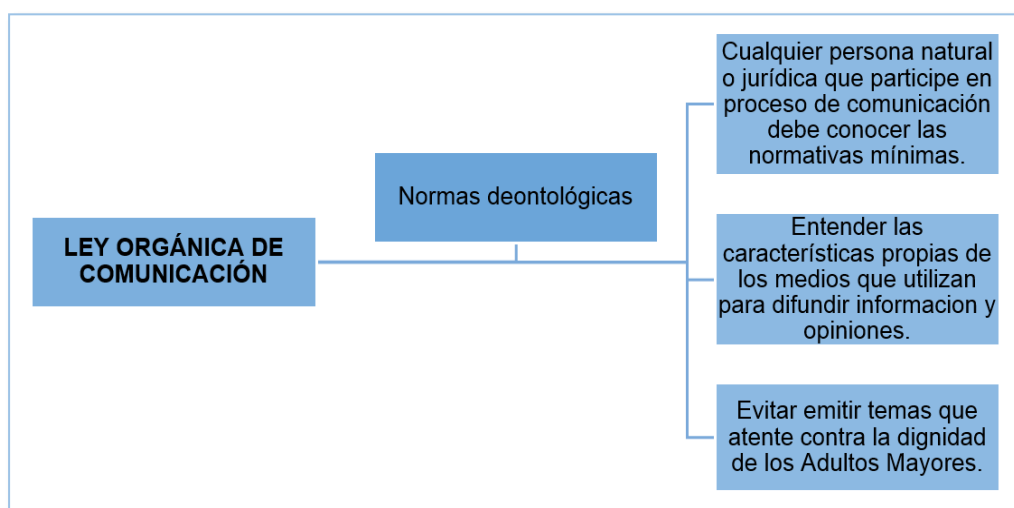 LEY ORGÁNICA DE
COMUNICACIÓN
Normas deontológicas
Cualquier persona natural
o jurídica que participe en
proceso de comunicación
debe conocer las
normativas mínimas.
Entender las
características propias de
los medios que utilizan
para difundir informacion y
opiniones.
Evitar emitir temas que
atente contra la dignidad
de los Adultos Mayores.